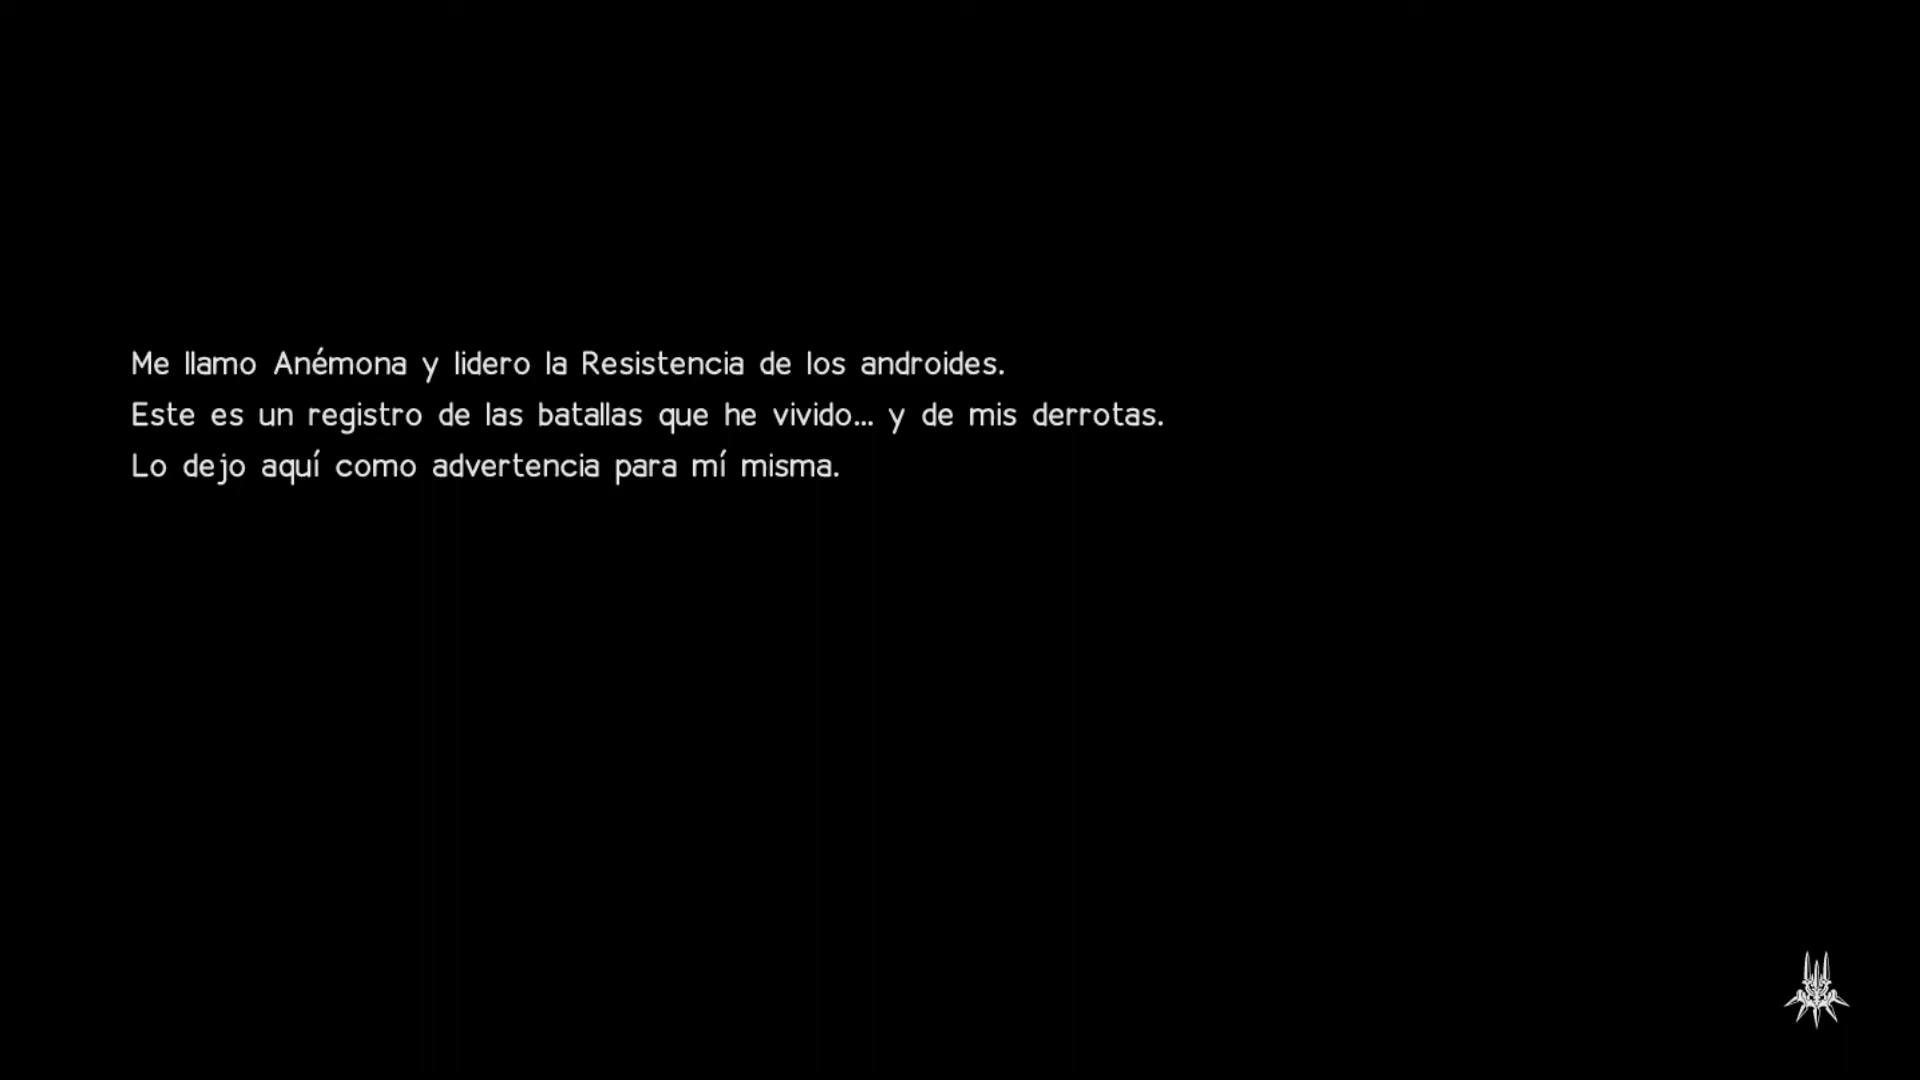 Me llamo Anémona y lidero la Resistencia de los androides.
Este es un registro de las batallas que he vivido... y de mis derrotas.
Lo dejo aquí como advertencia para mí misma.